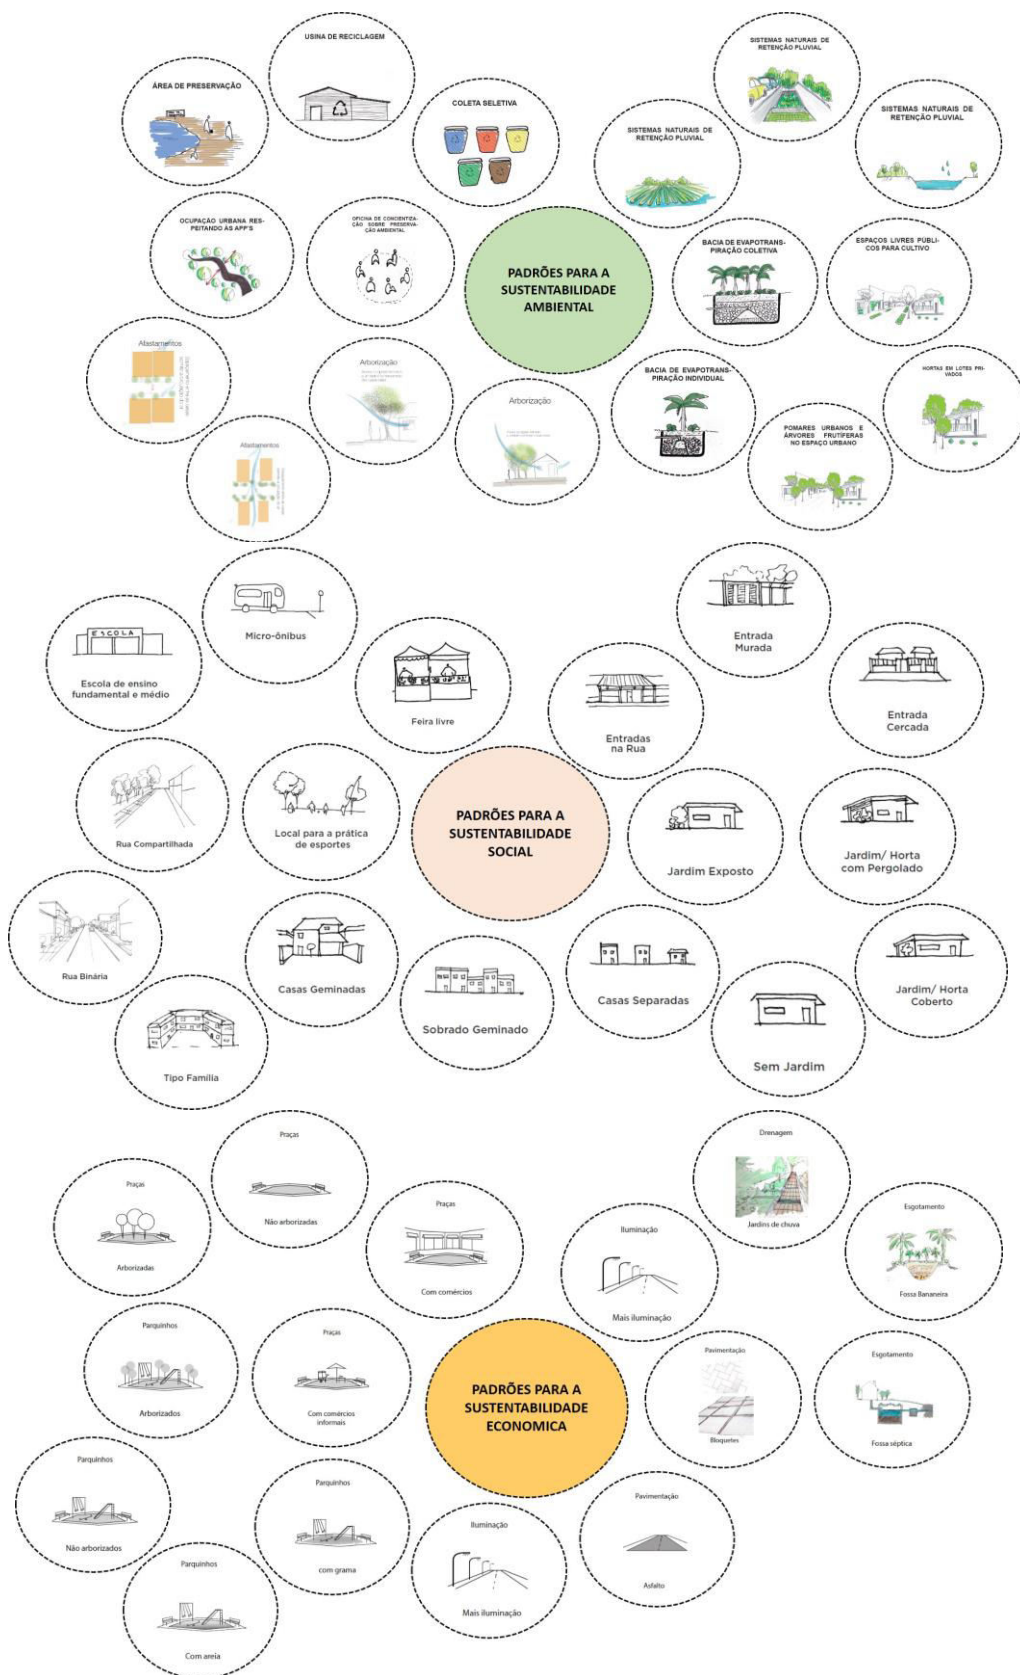 USINA DE RECICLAGEM
ÁREA DE PRESERVAÇÃO
COLETA SELETIVA
SISTEMAS NATURAIS DE
RETENÇÃO PLUVIAL
SISTEMAS NATURAIS DE
RETENÇÃO PLUVIAL
SISTEMAS NATURAIS DE
RETENÇÃO PLUVIAL
OCUPAÇÃO URBANA RES-
PEITANDO ÀS APP'S
OFICINA DE CONCIENTIZA-
ÇÃO SOBRE PRESERV-
AÇÃO AMBIENTAL
PADRÕES PARA A
SUSTENTABILIDADE
AMBIENTAL
BACIA DE EVAPOTRANS-
PIRAÇÃO COLETIVA
ESPAÇOS LIVRES PÚBLI-
COS PARA CULTIVO
Afastamentos
Arborização
Arborização
BACIA DE EVAPOTRANS-
PIRAÇÃO INDIVIDUAL
HORTAS EM LOTES PRI-
VADOS
Afastamentos
POMARES URBANOS E
ÁRVORES FRUTÍFERAS
NO ESPAÇO URBANO
ESCOLA
Escola de ensino
fundamental e médio
Micro-ônibus
Feira livre
Entradas
na Rua
Entrada
Murada
Entrada
Cercada
Rua Compartilhada
Local para a prática
de esportes
PADRÕES PARA A
SUSTENTABILIDADE
SOCIAL
Jardim Exposto
Jardim/ Horta
com Pergolado
Rua Binária
Casas Geminadas
Sobrado Geminado
Casas Separadas
Jardim/ Horta
Coberto
Tipo Família
Sem Jardim
Praças
Não arborizadas
Praças
Arborizadas
Praças
Com comércios
Iluminação
Mais iluminação
Drenagem
Jardins de chuva
Esgotamento
Fossa Bananeira
Parquinhos
Arborizados
Praças
Com comércios
informais
PADRÕES PARA A
SUSTENTABILIDADE
ECONOMICA
Pavimentação
Bloquetes
Esgotamento
Fossa séptica
Parquinhos
Não arborizados
Parquinhos
com grama
Iluminação
Mais iluminação
Pavimentação
Asfalto
Parquinhos
Com areia